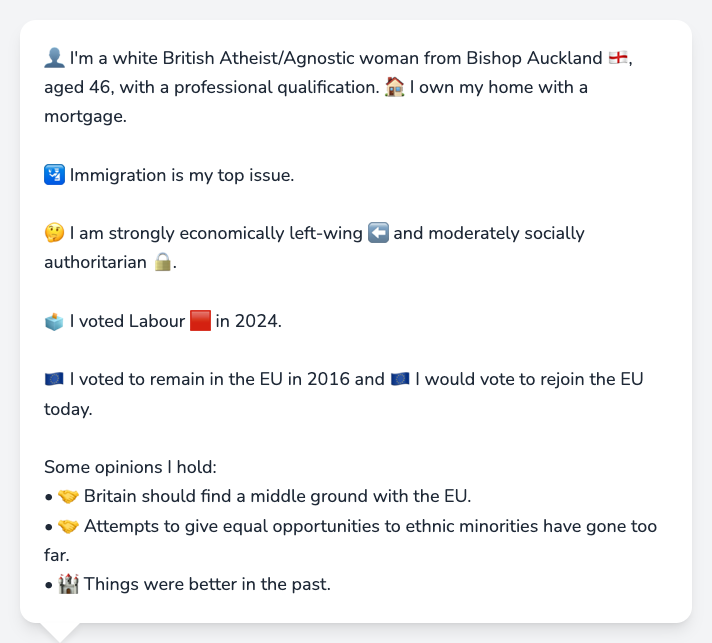 👤 I'm a white British Atheist/Agnostic woman from Bishop Auckland 🏴󠁧󠁢󠁥󠁮󠁧󠁿,
aged 46, with a professional qualification. 🏠 I own my home with a
mortgage.
🛂 Immigration is my top issue.
🤔 I am strongly economically left-wing ⬅️ and moderately socially
authoritarian 🔒.
🗳️ I voted Labour 🟥 in 2024.
🇪🇺 I voted to remain in the EU in 2016 and 🇪🇺 I would vote to rejoin the EU
today.
Some opinions I hold:
• 🤝 Britain should find a middle ground with the EU.
• 🤝 Attempts to give equal opportunities to ethnic minorities have gone too
far.
• 🏰 Things were better in the past.